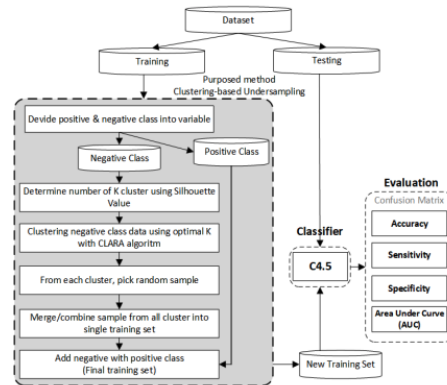 Dataset
Training
Testing
Purposed method
Clustering-based Undersampling
Devide positive & negative class into variable
Negative Class
Positive Class
Determine number of K cluster using Silhouette
Value
Clustering negative class data using optimal K
with CLARA algoritm
From each cluster, pick random sample
Merge/combine sample from all cluster into
single training set
Add negative with positive class
(Final training set)
New Training Set
Classifier
C4.5
Evaluation
Confusion Matrix
Accuracy
Sensitivity
Specificity
Area Under Curve
(AUC)